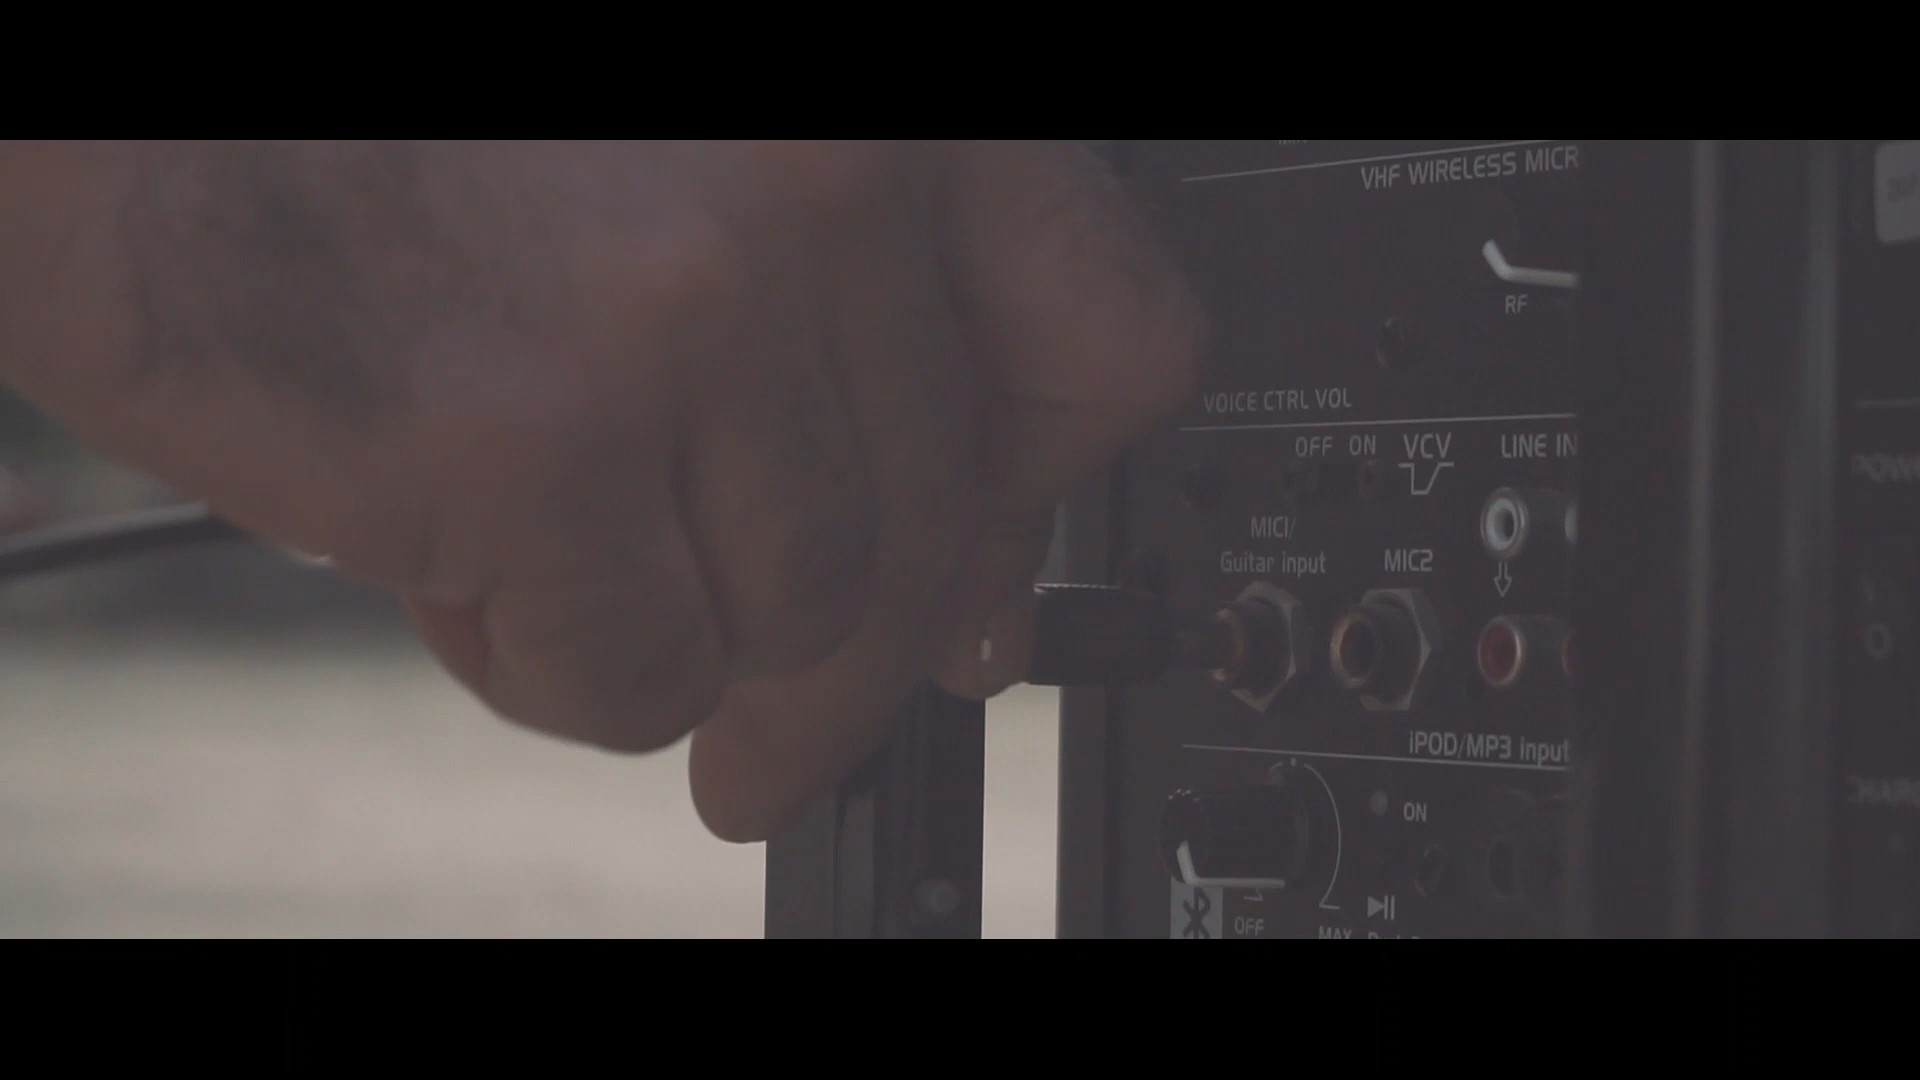 VHF WIRELESS MICR
RF
VOICE CTRL VOL
OFF ON VCV LINE IN
MIC1/
Guitar input
MIC2
iPOD/MP3 input
ON
OFF
MAX